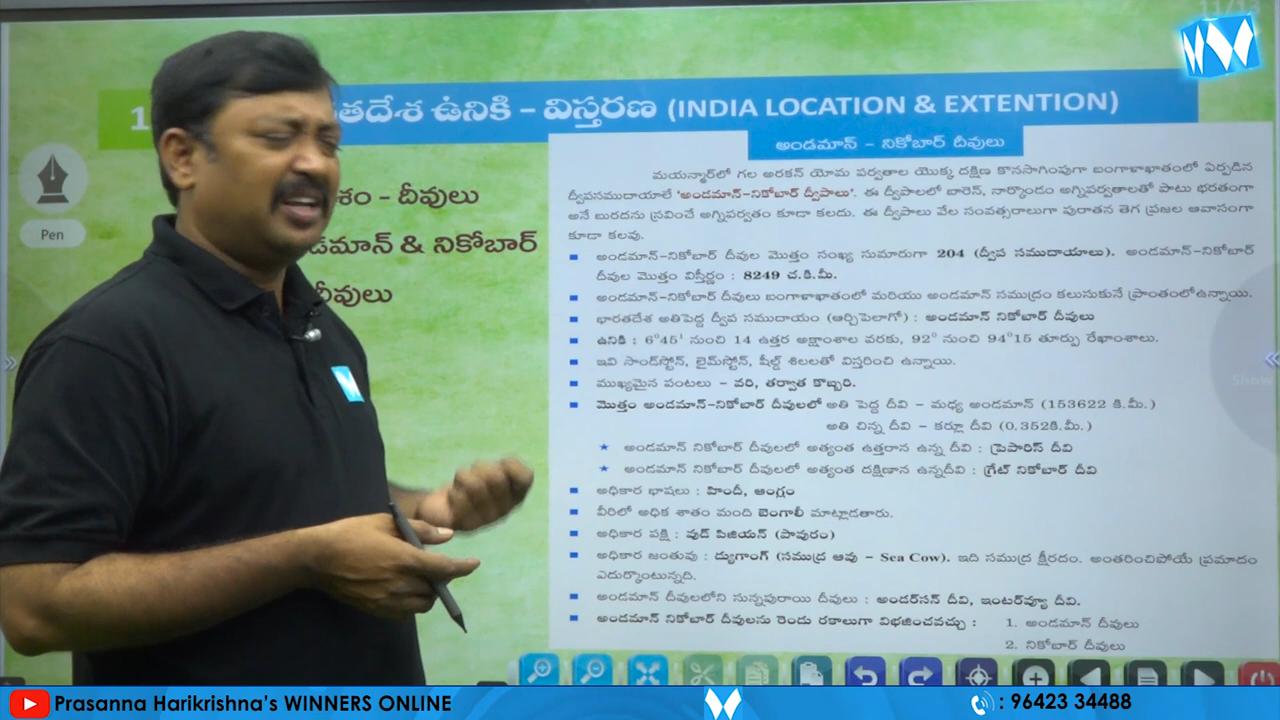 11/13
W
1 తదేశ ఉనికి – విస్తరణ (INDIA LOCATION & EXTENTION)
అండమాన్ – నికోబార్ దీవులు
Pen
శం – దీవులు
డమాన్ & నికోబార్
దీవులు
మయన్మార్‌లో గల అరకన్ యోమ పర్వతాల యొక్క దక్షిణ కొనసాగింపుగా బంగాళాఖాతంలో ఏర్పడిన
ద్వీపసముదాయాలే 'అండమాన్–నికోబార్ ద్వీపాలు'. ఈ ద్వీపాలలో బారెన్, నార్కొండం అగ్నిపర్వతాలతో పాటు భరతంగా
అనే బురదను స్రవించే అగ్నిపర్వతం కూడా కలదు. ఈ ద్వీపాలు వేల సంవత్సరాలుగా పురాతన తెగ ప్రజల ఆవాసంగా
కూడా కలవు.
▪ అండమాన్–నికోబార్ దీవుల మొత్తం సంఖ్య సుమారుగా 204 (ద్వీప సముదాయాలు). అండమాన్–నికోబార్
దీవుల మొత్తం విస్తీర్ణం : 8249 చ.కి.మీ.
▪ అండమాన్–నికోబార్ దీవులు బంగాళాఖాతంలో మరియు అండమాన్ సముద్రం కలుసుకునే ప్రాంతంలోఉన్నాయి.
▪ భారతదేశ అతిపెద్ద ద్వీప సముదాయం (ఆర్చిపెలాగో) : అండమాన్ నికోబార్ దీవులు
▪ ఉనికి : 6°45' నుంచి 14 ఉత్తర అక్షాంశాల వరకు, 92° నుంచి 94°15 తూర్పు రేఖాంశాలు.
▪ ఇవి సాండ్‌స్టోన్, లైమ్‌స్టోన్, షీల్డ్ శిలలతో విస్తరించి ఉన్నాయి.
▪ ముఖ్యమైన పంటలు – వరి, తర్వాత కొబ్బరి.
▪ మొత్తం అండమాన్–నికోబార్ దీవులలో అతి పెద్ద దీవి – మధ్య అండమాన్ (153622 కి.మీ.)
అతి చిన్న దీవి – కర్లూ దీవి (0.352కి.మీ.)
★ అండమాన్ నికోబార్ దీవులలో అత్యంత ఉత్తరాన ఉన్న దీవి : ప్రెపారిస్ దీవి
★ అండమాన్ నికోబార్ దీవులలో అత్యంత దక్షిణాన ఉన్నదీవి : గ్రేట్ నికోబార్ దీవి
▪ అధికార భాషలు : హిందీ, ఆంగ్లం
▪ వీరిలో అధిక శాతం మంది బెంగాలీ మాట్లాడతారు.
▪ అధికార పక్షి : వుడ్ పిజియన్ (పావురం)
▪ అధికార జంతువు : డ్యుగాంగ్ (సముద్ర ఆవు – Sea Cow). ఇది సముద్ర క్షీరదం. అంతరించిపోయే ప్రమాదం
ఎదుర్కొంటున్నది.
▪ అండమాన్ దీవులలోని సున్నపురాయి దీవులు : అండర్‌సన్ దీవి, ఇంటర్‌వ్యూ దీవి.
▪ అండమాన్ నికోబార్ దీవులను రెండు రకాలుగా విభజించవచ్చు : 1. అండమాన్ దీవులు
2. నికోబార్ దీవులు
Show
Prasanna Harikrishna's WINNERS ONLINE
: 96423 34488